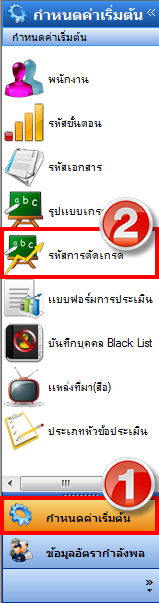 กำหนดค่าเริ่มต้น «
กำหนดค่าเริ่มต้น
พนักงาน
รหัสขั้นตอน
รหัสเอกสาร
abc
รูปแบบเกร
2
abc
รหัสการตัดเกรด
แบบฟอร์มการประเมิน
บันทึกบุคคล Black List
แหล่งที่มา(สื่อ)
ประเภทหัวข้อประเมิน
1
กำหนดค่าเริ่มต้น
ข้อมูลอัตรากำลังพล
»